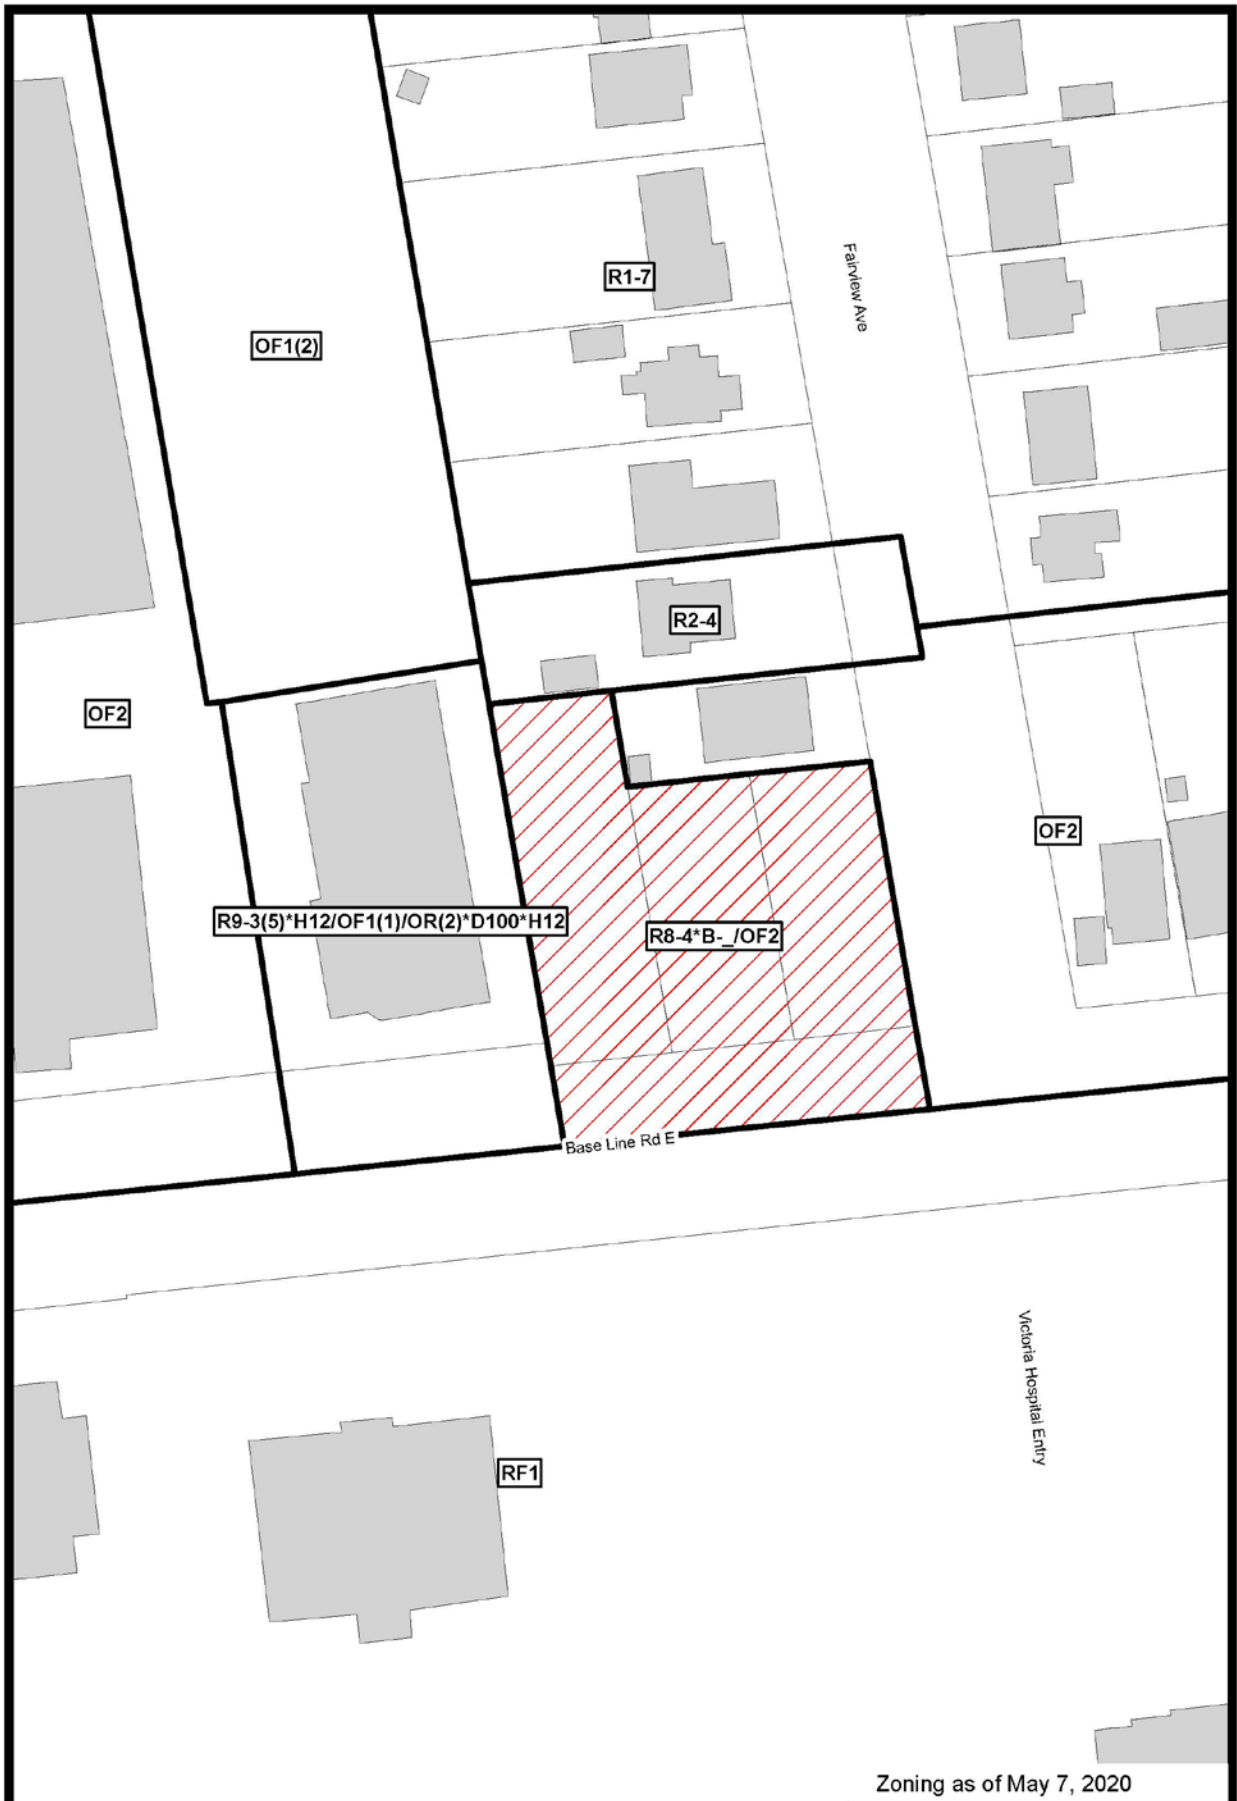 R1-7
Fairview Ave
OF1(2)
R2-4
OF2
OF2
R9-3(5)*H12/OF1(1)/OR(2)*D100*H12
R8-4*B-_/OF2
Base Line Rd E
Victoria Hospital Entry
RF1
Zoning as of May 7, 2020